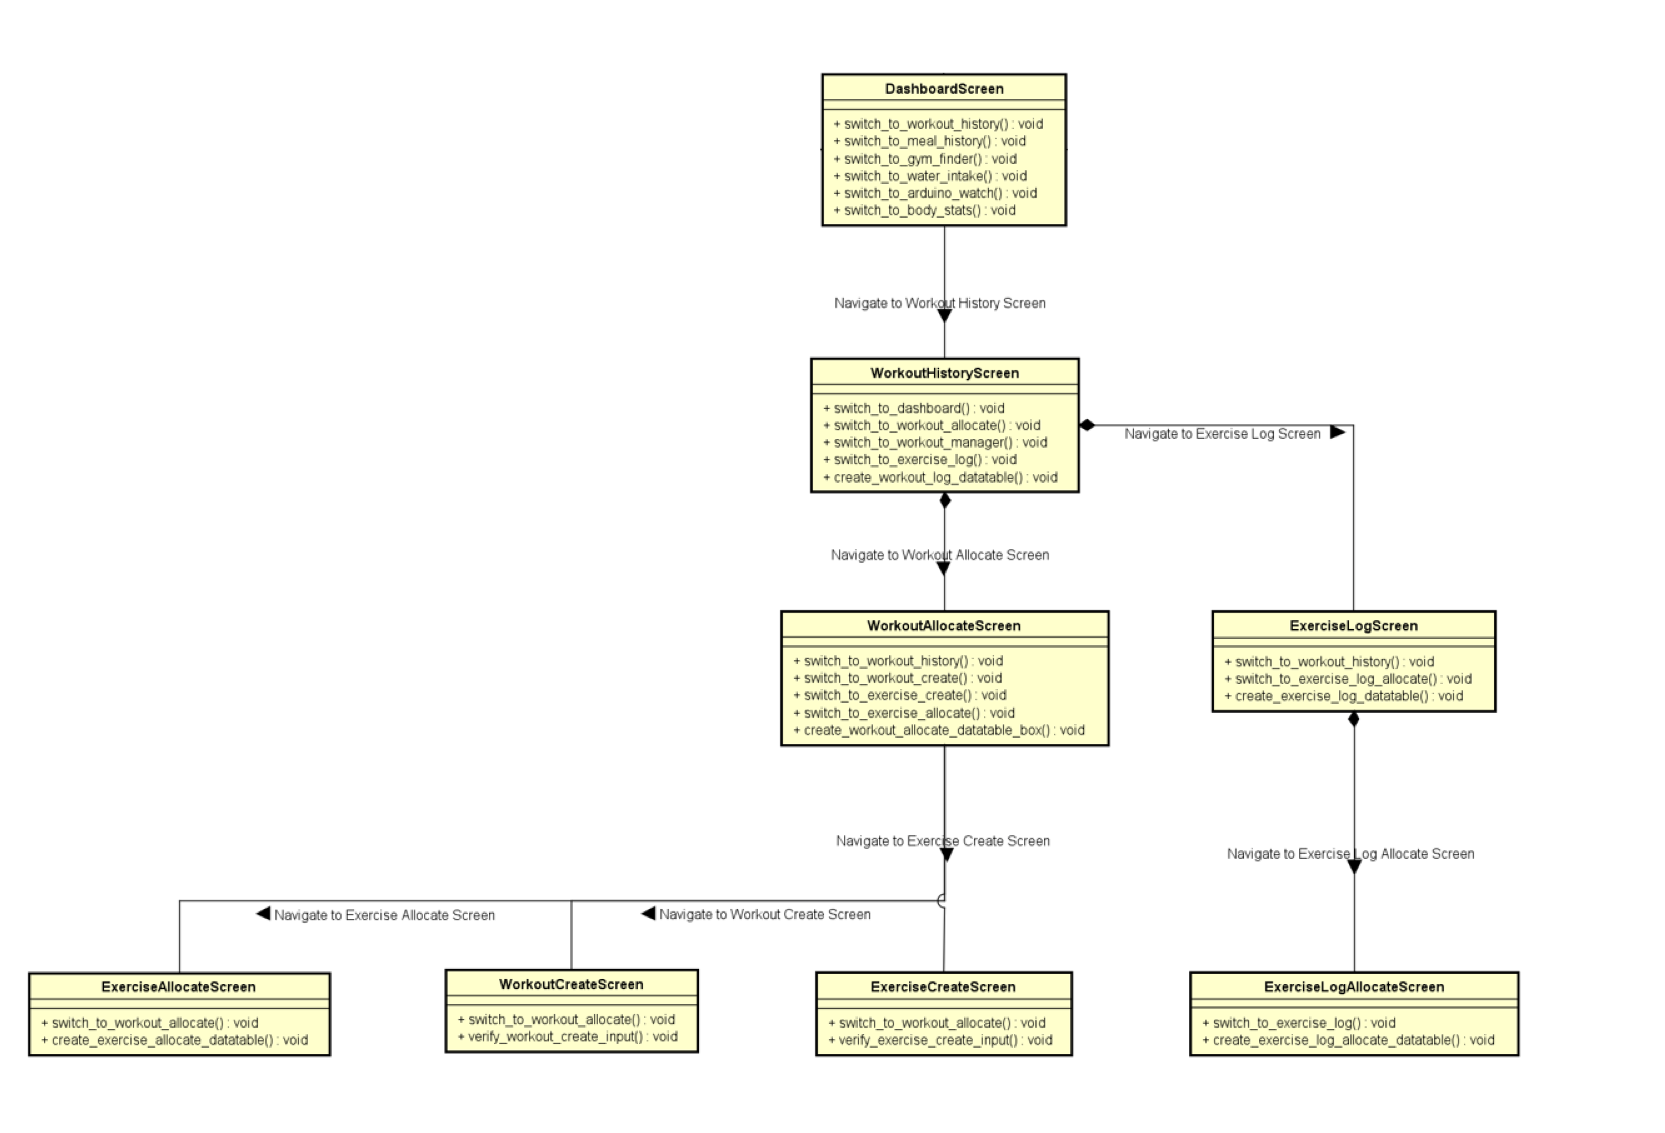 DashboardScreen
+ switch_to_workout_history() : void
+ switch_to_meal_history() : void
+ switch_to_gym_finder() : void
+ switch_to_water_intake() : void
+ switch_to_arduino_watch() : void
+ switch_to_body_stats() : void
Navigate to Workout History Screen
WorkoutHistoryScreen
+ switch_to_dashboard() : void
+ switch_to_workout_allocate() : void
+ switch_to_workout_manager() : void
+ switch_to_exercise_log() : void
+ create_workout_log_datatable() : void
Navigate to Exercise Log Screen
Navigate to Workout Allocate Screen
WorkoutAllocateScreen
+ switch_to_workout_history() : void
+ switch_to_workout_create() : void
+ switch_to_exercise_create() : void
+ switch_to_exercise_allocate() : void
+ create_workout_allocate_datatable_box() : void
ExerciseLogScreen
+ switch_to_workout_history() : void
+ switch_to_exercise_log_allocate() : void
+ create_exercise_log_datatable() : void
Navigate to Exercise Create Screen
Navigate to Exercise Log Allocate Screen
Navigate to Exercise Allocate Screen
Navigate to Workout Create Screen
ExerciseAllocateScreen
+ switch_to_workout_allocate() : void
+ create_exercise_allocate_datatable() : void
WorkoutCreateScreen
+ switch_to_workout_allocate() : void
+ verify_workout_create_input() : void
ExerciseCreateScreen
+ switch_to_workout_allocate() : void
+ verify_exercise_create_input() : void
ExerciseLogAllocateScreen
+ switch_to_exercise_log() : void
+ create_exercise_log_allocate_datatable() : void